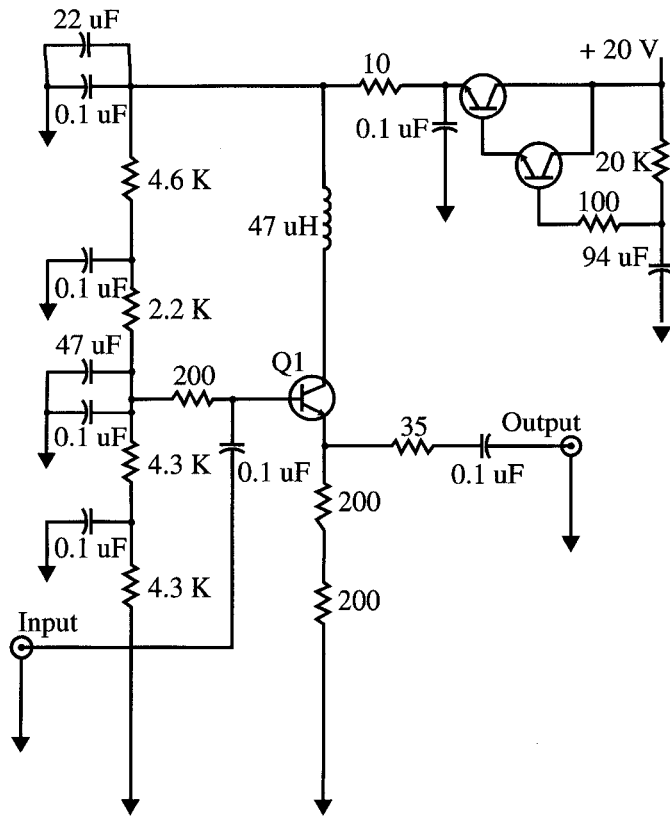 22 uF
+ 20 V
10
0.1 uF
0.1 uF
20 K
4.6 K
100
47 uH
94 uF
0.1 uF
2.2 K
47 uF
Q1
200
35
Output
0.1 uF
4.3 K
0.1 uF
0.1 uF
200
0.1 uF
4.3 K
200
Input